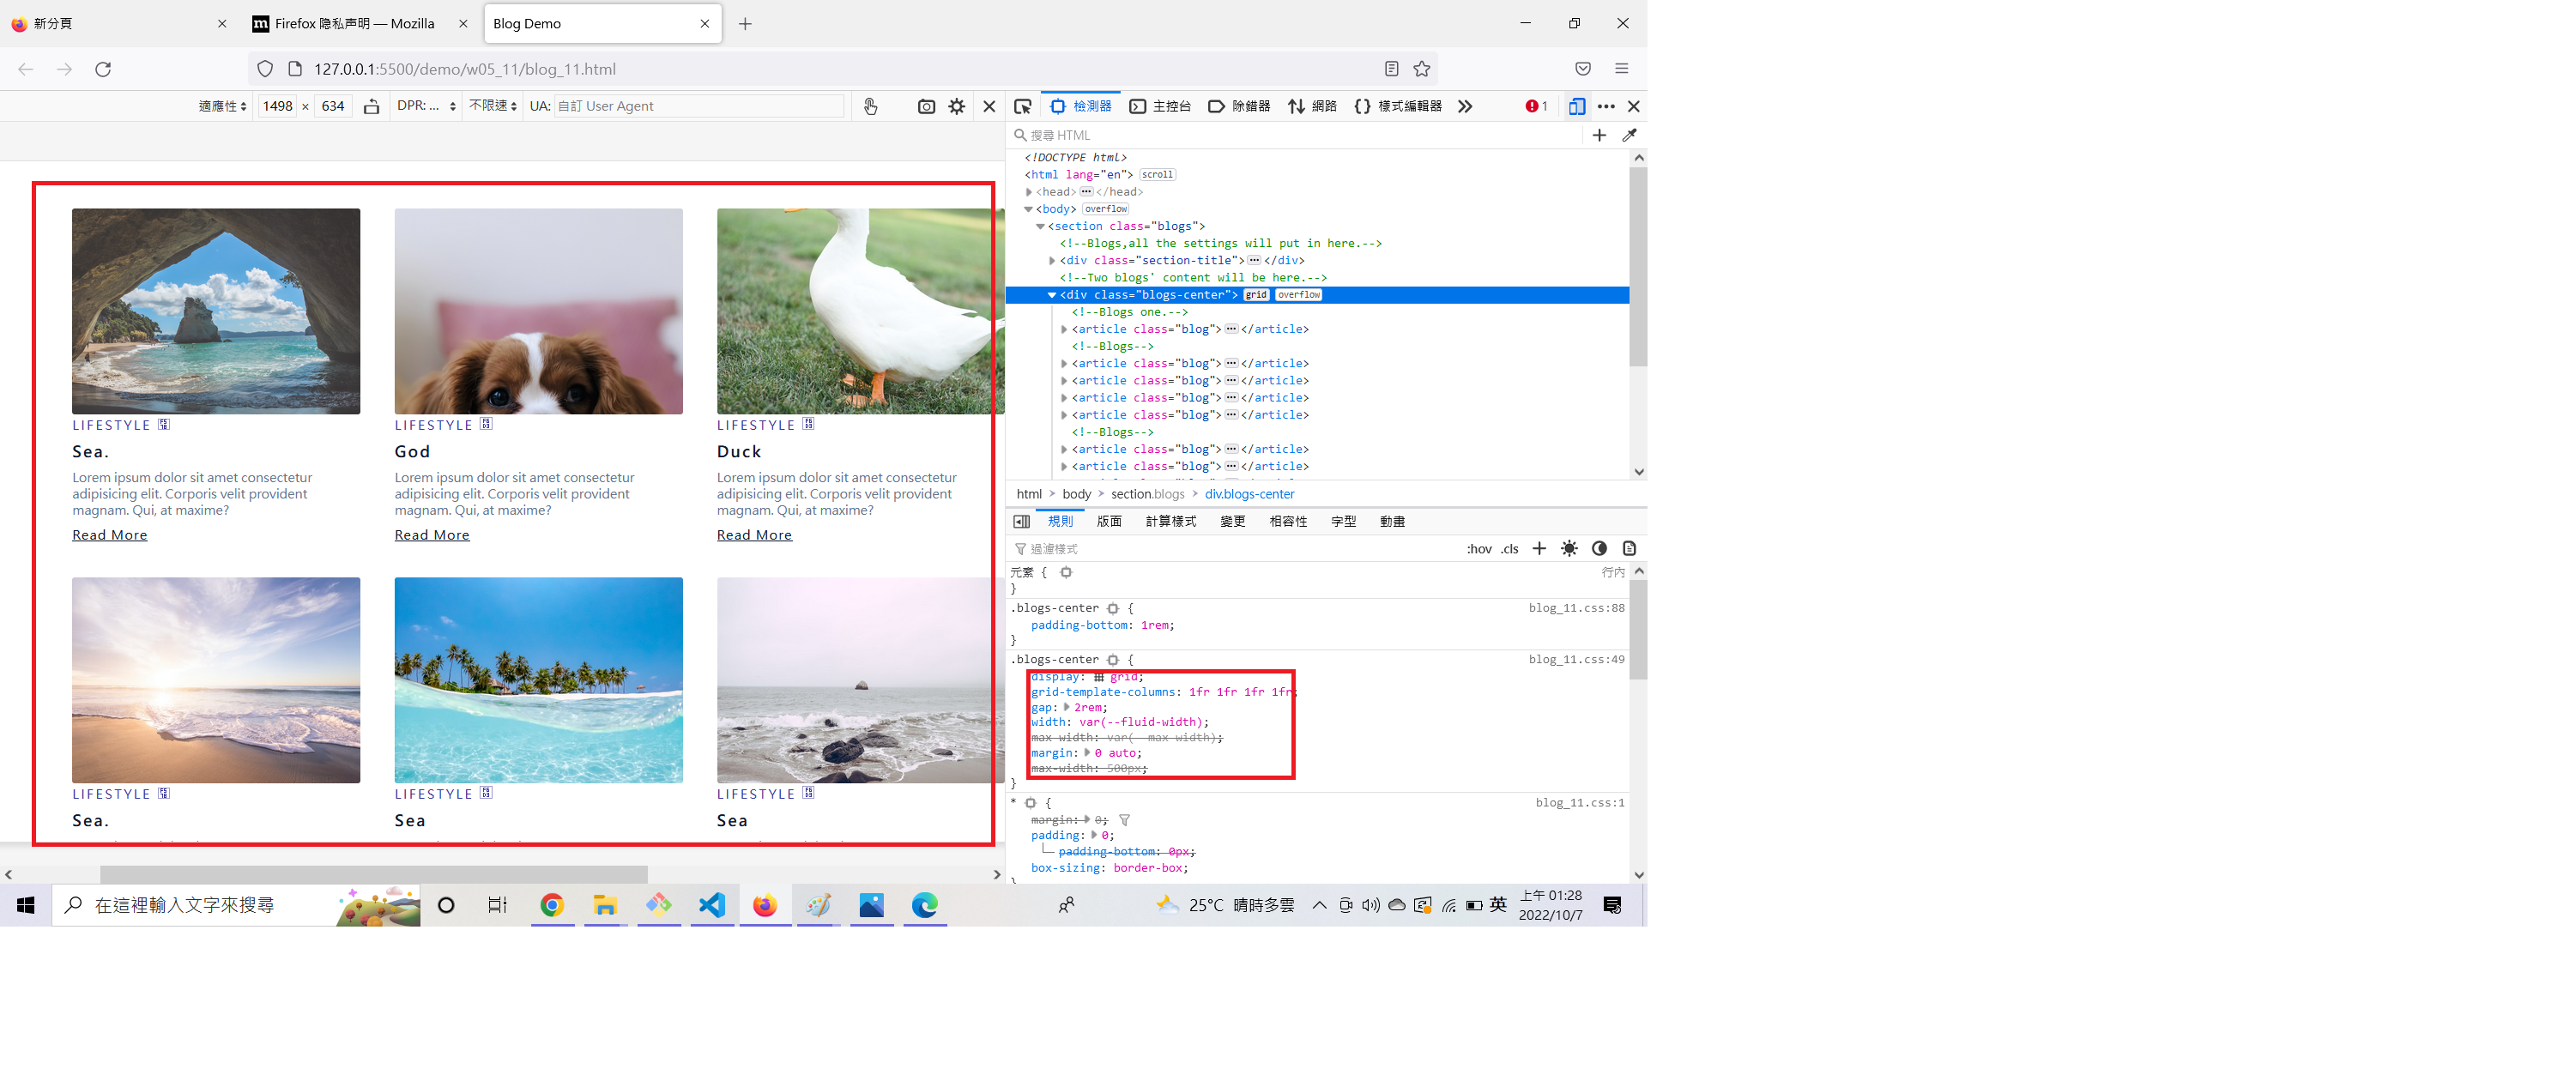 新分頁
Firefox 隐私声明 — Mozilla
Blog Demo
127.0.0.1:5500/demo/w05_11/blog_11.html
適應性 1498 × 634 DPR: ... 不限速 UA: 自訂 User Agent
LIFESTYLE
Sea.
Lorem ipsum dolor sit amet consectetur
adipisicing elit. Corporis velit provident
magnam. Qui, at maxime?
Read More
LIFESTYLE
God
Lorem ipsum dolor sit amet consectetur
adipisicing elit. Corporis velit provident
magnam. Qui, at maxime?
Read More
LIFESTYLE
Duck
Lorem ipsum dolor sit amet consectetur
adipisicing elit. Corporis velit provident
magnam. Qui, at maxime?
Read More
LIFESTYLE
Sea.
LIFESTYLE
Sea
LIFESTYLE
Sea
檢測器 主控台 除錯器 網路 樣式編輯器 1
搜尋 HTML
<!DOCTYPE html>
<html lang="en"> scroll
<head> ··· </head>
<body> overflow
<section class="blogs">
<!--Blogs,all the settings will put in here.-->
<div class="section-title"> ··· </div>
<!--Two blogs' content will be here.-->
<div class="blogs-center"> grid overflow
<!--Blogs one.-->
<article class="blog"> ··· </article>
<!--Blogs-->
<article class="blog"> ··· </article>
<article class="blog"> ··· </article>
<article class="blog"> ··· </article>
<article class="blog"> ··· </article>
<!--Blogs-->
<article class="blog"> ··· </article>
<article class="blog"> ··· </article>
html > body > section.blogs > div.blogs-center
規則 版面 計算樣式 變更 相容性 字型 動畫
過濾樣式 :hov .cls
元素 { 行內
}
.blogs-center { blog_11.css:88
padding-bottom: 1rem;
}
.blogs-center { blog_11.css:49
display: grid;
grid-template-columns: 1fr 1fr 1fr 1fr;
gap: 2rem;
width: var(--fluid-width);
max-width: var(--max-width);
margin: 0 auto;
max-width: 500px;
}
* { blog_11.css:1
margin: 0;
padding: 0;
padding-bottom: 0px;
box-sizing: border-box;
}
在這裡輸入文字來搜尋
25°C 晴時多雲
英
上午 01:28
2022/10/7